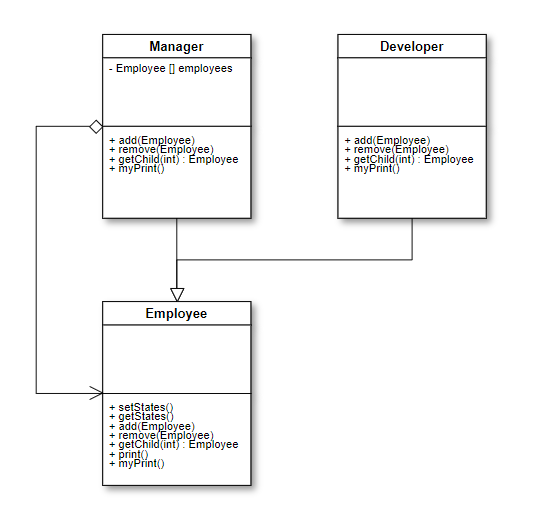 Manager
- Employee [] employees
+ add(Employee)
+ remove(Employee)
+ getChild(int) : Employee
+ myPrint()
Developer
+ add(Employee)
+ remove(Employee)
+ getChild(int) : Employee
+ myPrint()
Employee
+ setStates()
+ getStates()
+ add(Employee)
+ remove(Employee)
+ getChild(int) : Employee
+ print()
+ myPrint()